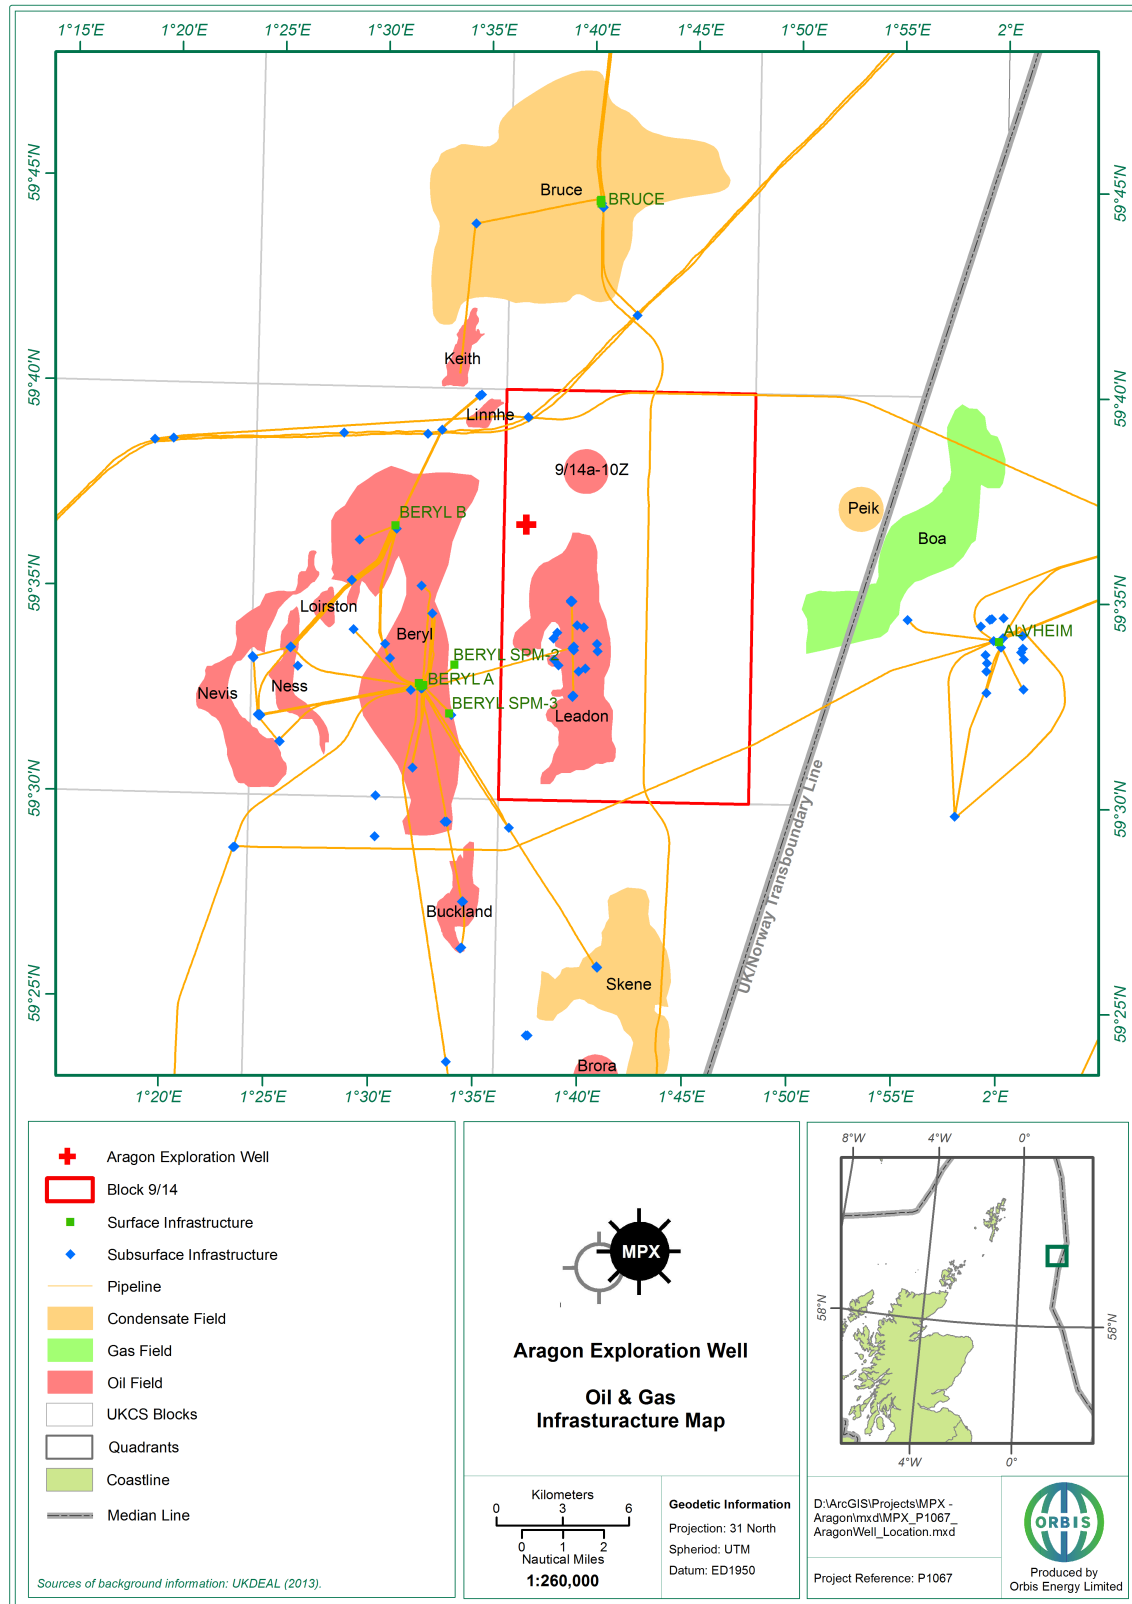 1°15'E 1°20'E 1°25'E 1°30'E 1°35'E 1°40'E 1°45'E 1°50'E 1°55'E 2°E
59°45'N
59°45'N
Bruce
BRUCE
Keith
59°40'N
59°40'N
Linnhe
9/14a-10Z
BERYL B
Peik
Boa
59°35'N
59°35'N
Loirston
Beryl
ALVHEIM
BERYL SPM-2
BERYL A
Nevis
Ness
BERYL SPM-3
Leadon
59°30'N
59°30'N
UK/Norway Transboundary Line
Buckland
Skene
59°25'N
59°25'N
Brora
1°20'E 1°25'E 1°30'E 1°35'E 1°40'E 1°45'E 1°50'E 1°55'E 2°E
Aragon Exploration Well
Block 9/14
Surface Infrastructure
Subsurface Infrastructure
Pipeline
Condensate Field
Gas Field
Oil Field
UKCS Blocks
Quadrants
Coastline
Median Line
Sources of background information: UKDEAL (2013).
MPX
Aragon Exploration Well
Oil & Gas
Infrasturacture Map
Kilometers
0 3 6
0 1 2
Nautical Miles
1:260,000
Geodetic Information
Projection: 31 North
Spheriod: UTM
Datum: ED1950
8°W 4°W 0°
58°N
58°N
4°W 0°
D:\ArcGIS\Projects\MPX -
Aragon\mxd\MPX_P1067_
AragonWell_Location.mxd
Project Reference: P1067
ORBIS
Produced by
Orbis Energy Limited